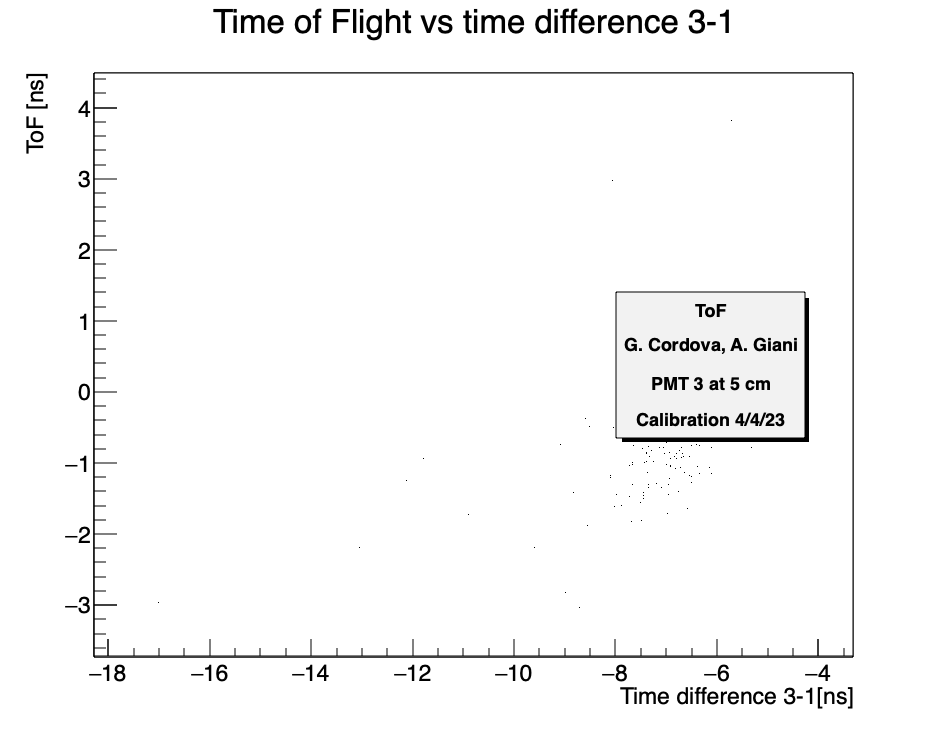 Time of Flight vs time difference 3-1
ToF [ns]
4
3
2
1
0
−1
−2
−3
ToF
G. Cordova, A. Giani
PMT 3 at 5 cm
Calibration 4/4/23
−18 −16 −14 −12 −10 −8 −6 −4
Time difference 3-1[ns]